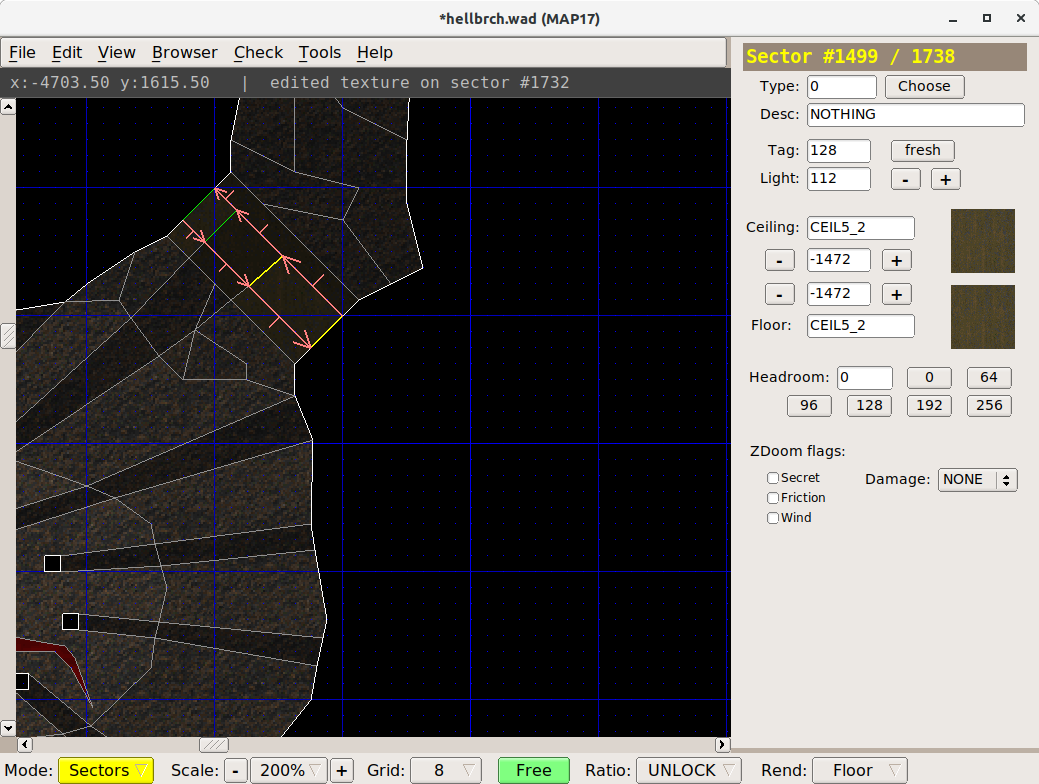 *hellbrch.wad (MAP17)
File Edit View Browser Check Tools Help
x:-4703.50 y:1615.50 | edited texture on sector #1732
Sector #1499 / 1738
Type: 0 Choose
Desc: NOTHING
Tag: 128 fresh
Light: 112 - +
Ceiling: CEIL5_2
- -1472 +
- -1472 +
Floor: CEIL5_2
Headroom: 0 0 64
96 128 192 256
ZDoom flags:
Secret Damage: NONE
Friction
Wind
Mode: Sectors Scale: - 200% + Grid: 8 Free Ratio: UNLOCK Rend: Floor